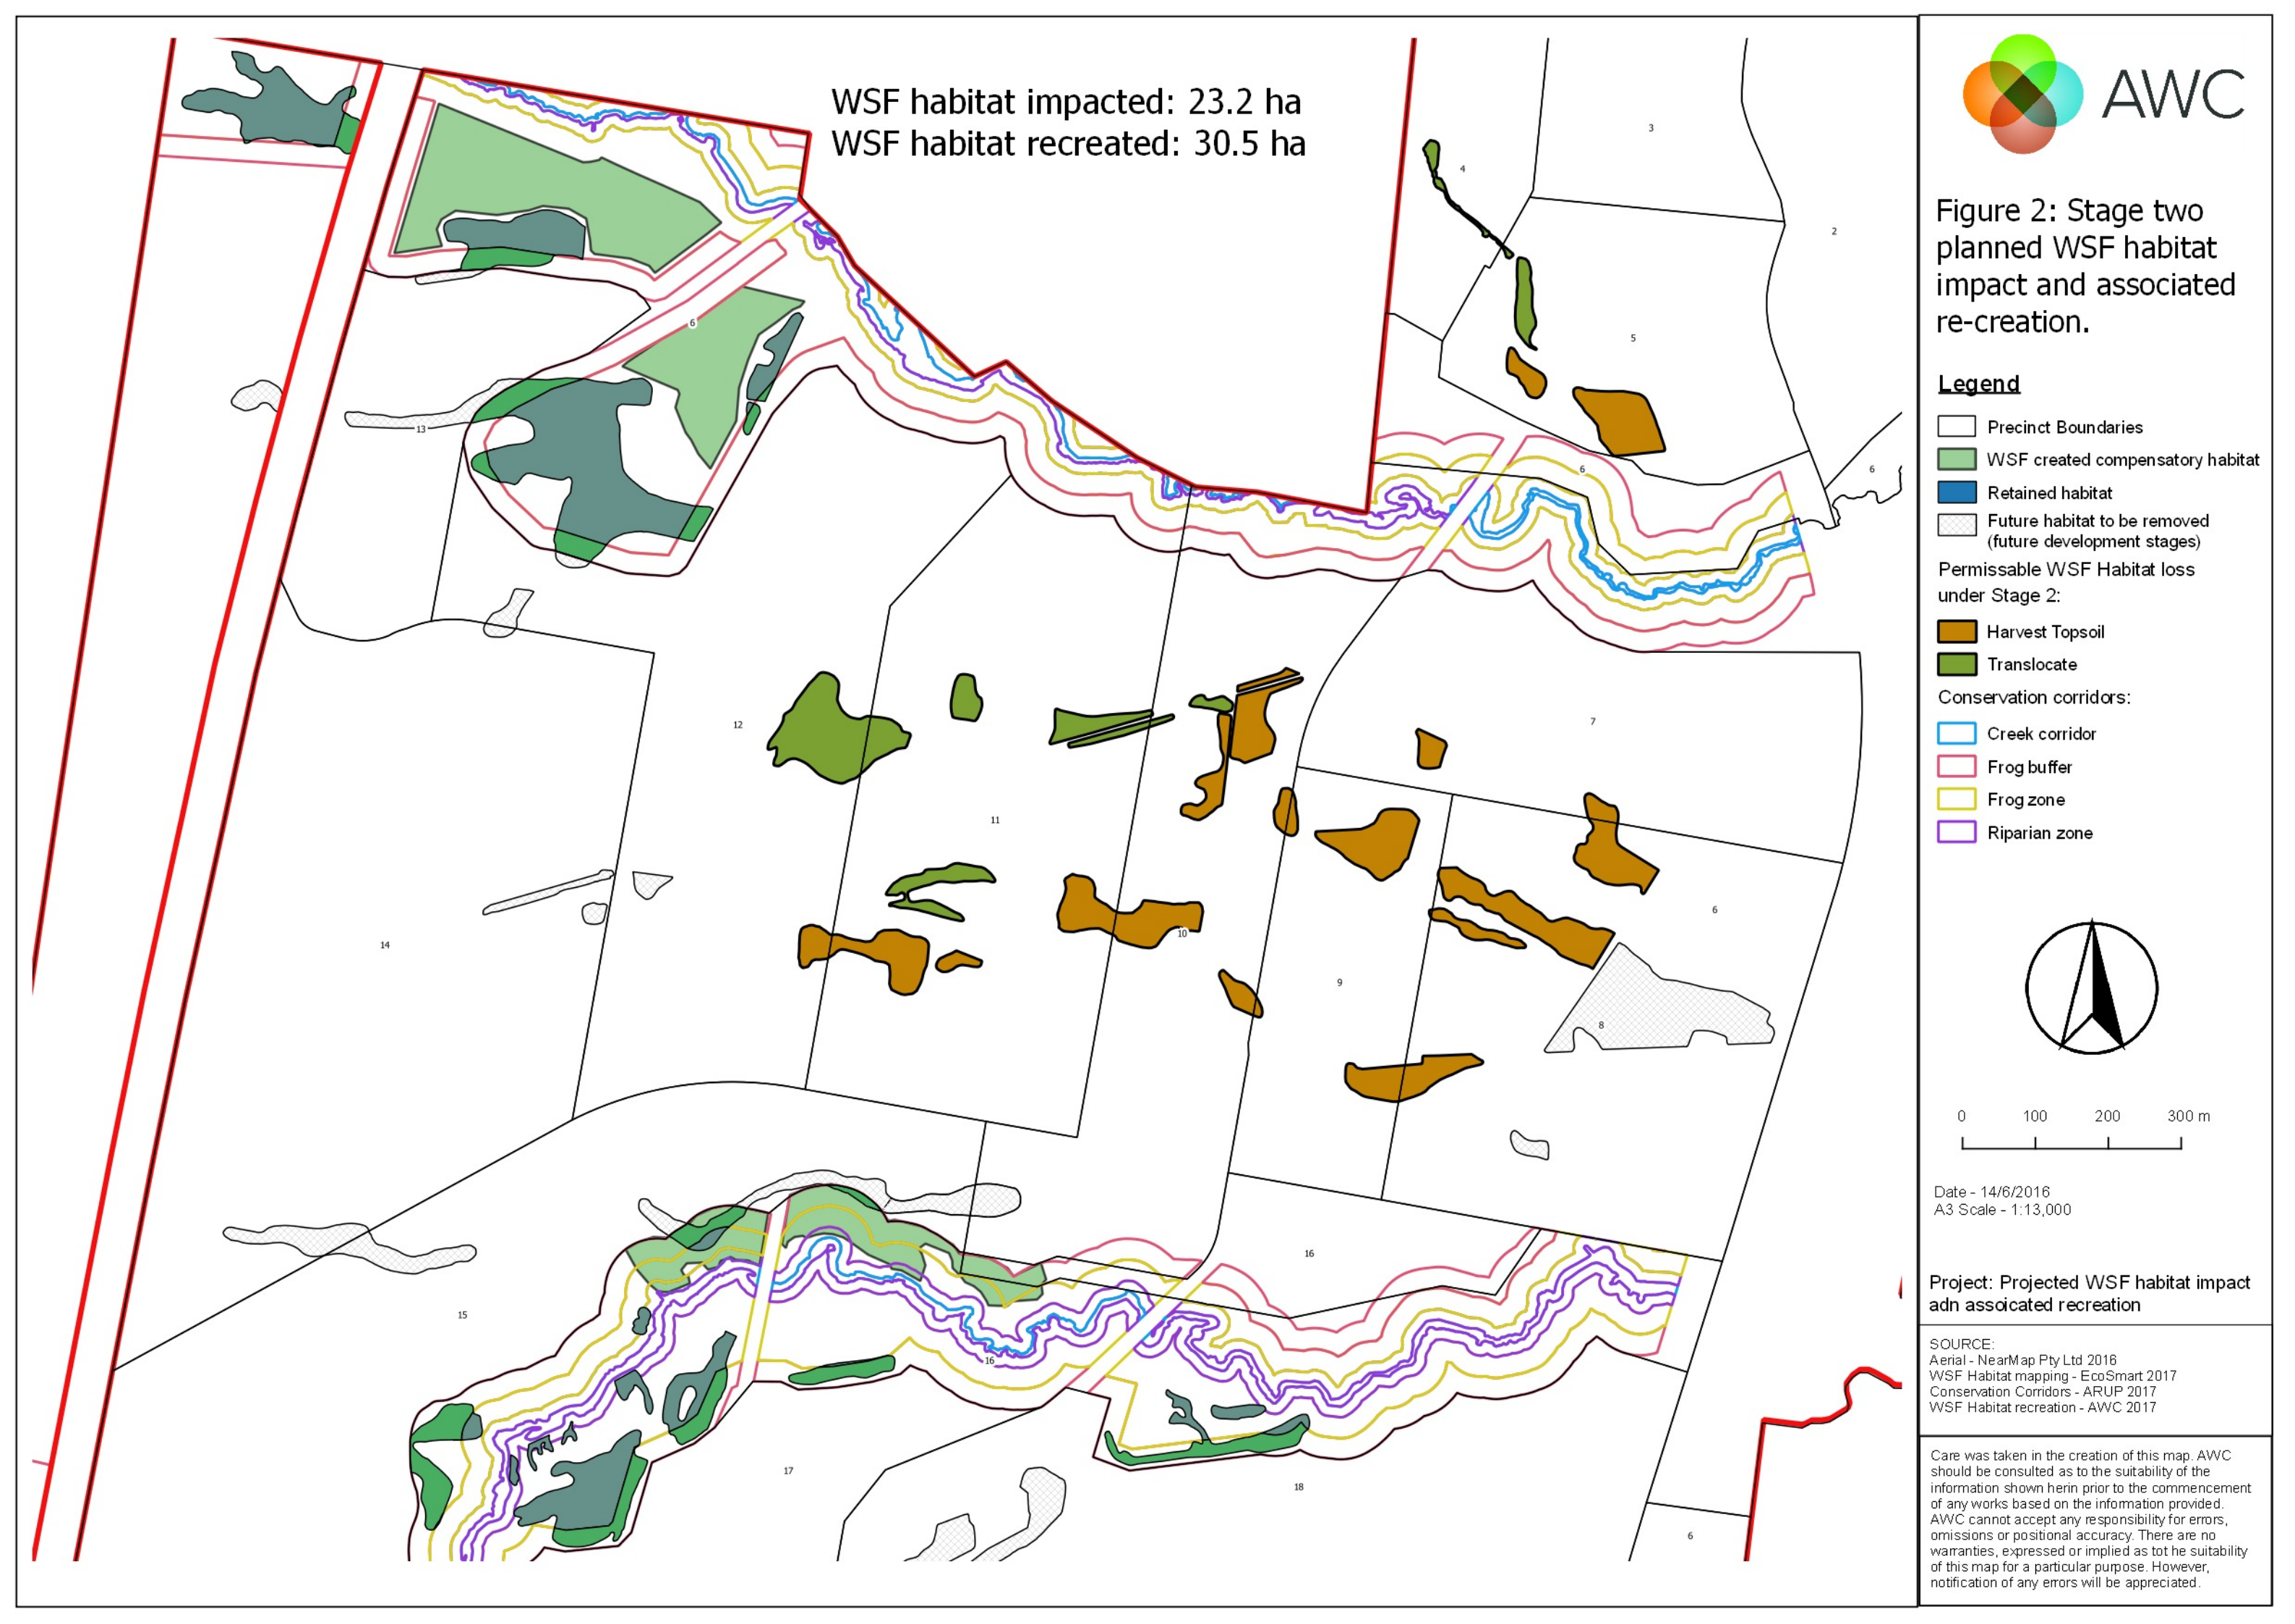 WSF habitat impacted: 23.2 ha
WSF habitat recreated: 30.5 ha
3
4
2
5
6
6
6
13
12
7
11
6
10
14
9
8
16
15
16
17
18
6
AWC
Figure 2: Stage two
planned WSF habitat
impact and associated
re-creation.
Legend
Precinct Boundaries
WSF created compensatory habitat
Retained habitat
Future habitat to be removed
(future development stages)
Permissable WSF Habitat loss
under Stage 2:
Harvest Topsoil
Translocate
Conservation corridors:
Creek corridor
Frog buffer
Frog zone
Riparian zone
0 100 200 300 m
Date - 14/6/2016
A3 Scale - 1:13,000
Project: Projected WSF habitat impact
adn assoicated recreation
SOURCE:
Aerial - NearMap Pty Ltd 2016
WSF Habitat mapping - EcoSmart 2017
Conservation Corridors - ARUP 2017
WSF Habitat recreation - AWC 2017
Care was taken in the creation of this map. AWC
should be consulted as to the suitability of the
information shown herin prior to the commencement
of any works based on the information provided.
AWC cannot accept any responsibility for errors,
omissions or positional accuracy. There are no
warranties, expressed or implied as tot he suitability
of this map for a particular purpose. However,
notification of any errors will be appreciated.